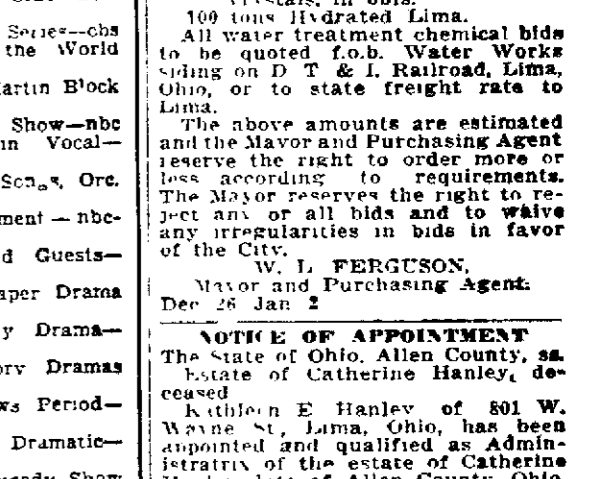 Series—cbs
the World
Martin Block
Show—nbc
in Vocal—
Songs, Orc.
ment — nbc-
d Guests—
aper Drama
y Drama—
ory Dramas
ws Period—
Dramatic—
Show
100 tons Hydrated Lima.
All water treatment chemical bids
to be quoted f.o.b. Water Works
siding on D T & I. Railroad, Lima,
Ohio, or to state freight rate to
Lima.
The above amounts are estimated
and the Mayor and Purchasing Agent
reserve the right to order more or
less according to requirements.
The Mayor reserves the right to re-
ject any or all bids and to waive
any irregularities in bids in favor
of the City.
W. L. FERGUSON,
Mayor and Purchasing Agent.
Dec 26 Jan 2
NOTICE OF APPOINTMENT
The State of Ohio, Allen County, ss.
Estate of Catherine Hanley, de-
ceased
Kathleen E Hanley of 801 W.
Wayne St, Lima, Ohio, has been
appointed and qualified as Admin-
istratrix of the estate of Catherine
of Allen County, Ohio